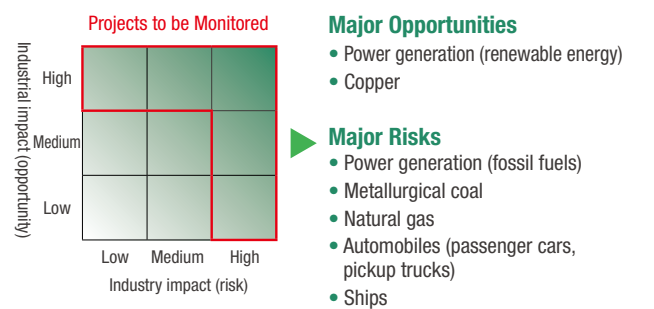 Projects to be Monitored
Industrial impact (opportunity)
High
Medium
Low
Low Medium High
Industry impact (risk)
Major Opportunities
• Power generation (renewable energy)
• Copper
Major Risks
• Power generation (fossil fuels)
• Metallurgical coal
• Natural gas
• Automobiles (passenger cars,
pickup trucks)
• Ships